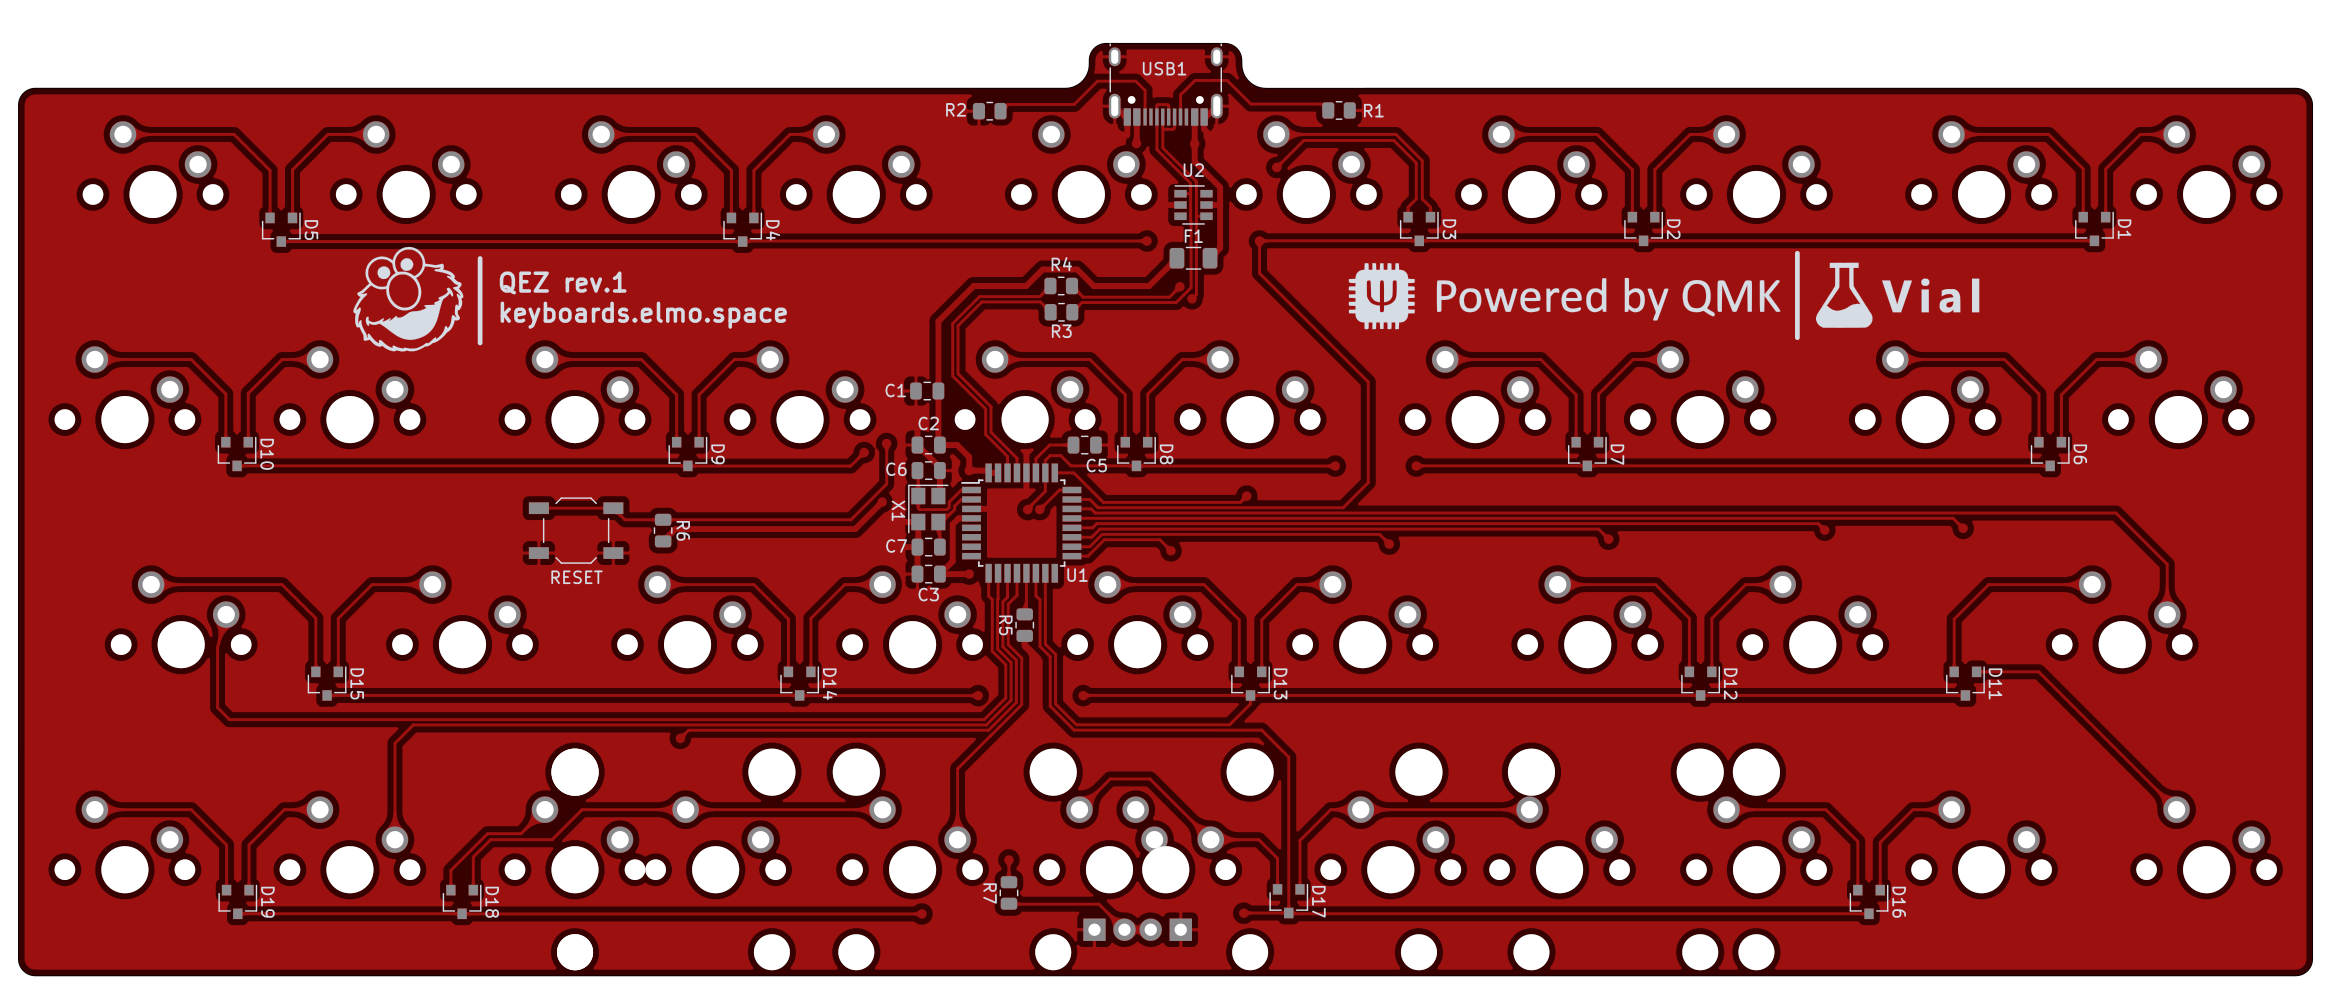 USB1
R2
R1
U2
D5
D4
F1
D3
D2
D1
R4
QEZ rev.1
keyboards.elmo.space
Powered by QMK
Vial
R3
C1
C2
D10
D9
C6
C5
D8
D7
D6
X1
R6
C7
RESET
U1
C3
R5
D15
D14
D13
D12
D11
R7
D19
D18
D17
D16